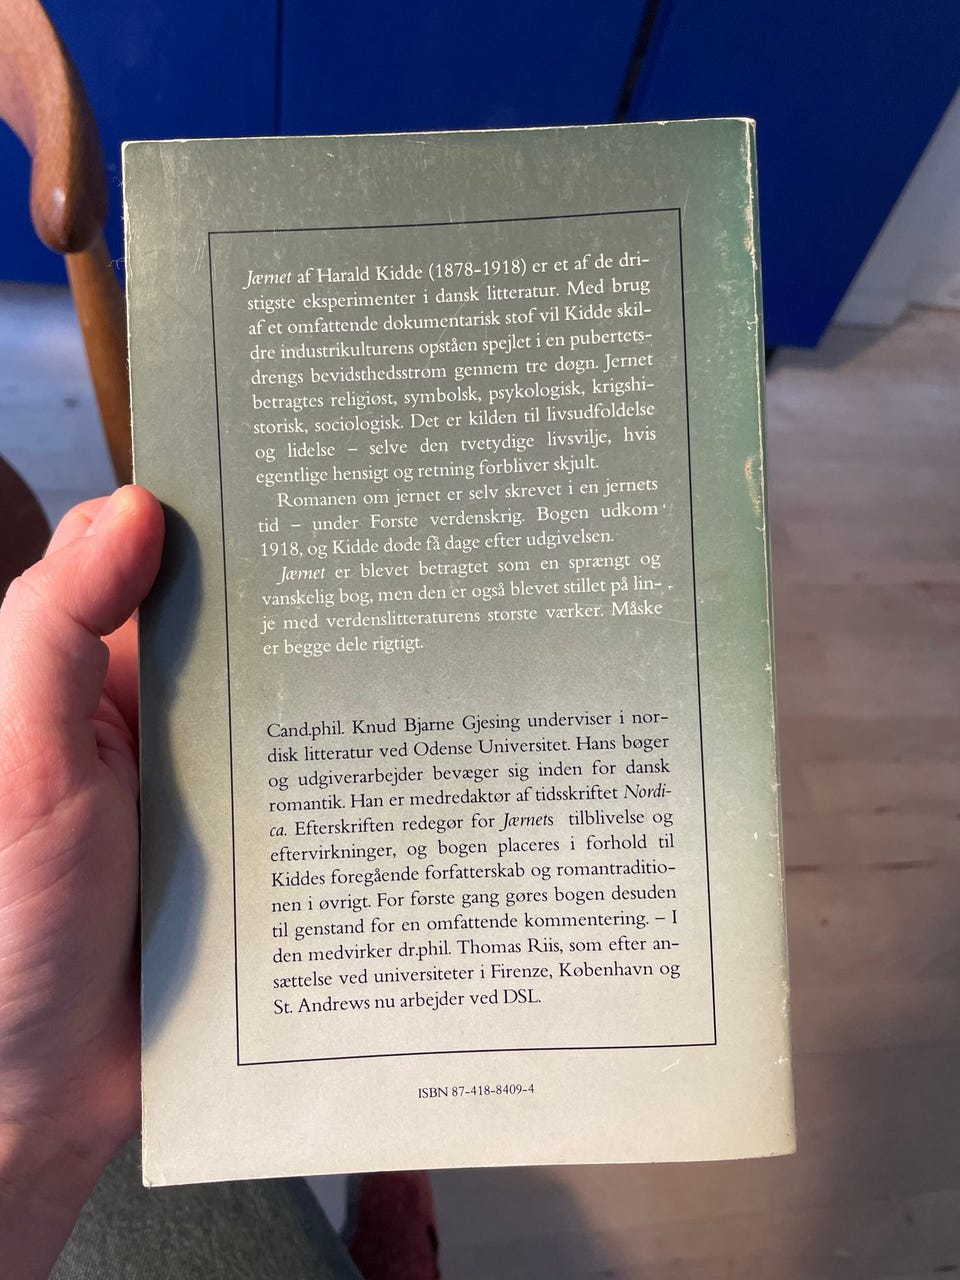 Jærnet af Harald Kidde (1878-1918) er et af de dri-
stigste eksperimenter i dansk litteratur. Med brug
af et omfattende dokumentarisk stof vil Kidde skil-
dre industrikulturens opståen spejlet i en pubertets-
drengs bevidsthedsstrøm gennem tre døgn. Jernet
betragtes religiøst, symbolsk, psykologisk, krigshi-
storisk, sociologisk. Det er kilden til livsudfoldelse
og lidelse – selve den tvetydige livsvilje, hvis
egentlige hensigt og retning forbliver skjult.
Romanen om jernet er selv skrevet i en jernets
tid – under Første verdenskrig. Bogen udkom
1918, og Kidde døde få dage efter udgivelsen.
Jærnet er blevet betragtet som en sprængt og
vanskelig bog, men den er også blevet stillet på lin-
je med verdenslitteraturens største værker. Måske
er begge dele rigtigt.
Cand.phil. Knud Bjarne Gjesing underviser i nor-
disk litteratur ved Odense Universitet. Hans bøger
og udgiverarbejder bevæger sig inden for dansk
romantik. Han er medredaktør af tidsskriftet Nordi-
ca. Efterskriften redegør for Jærnets tilblivelse og
eftervirkninger, og bogen placeres i forhold til
Kiddes foregående forfatterskab og romantraditio-
nen i øvrigt. For første gang gøres bogen desuden
til genstand for en omfattende kommentering. – I
den medvirker dr.phil. Thomas Riis, som efter an-
sættelse ved universiteter i Firenze, København og
St. Andrews nu arbejder ved DSL.
ISBN 87-418-8409-4